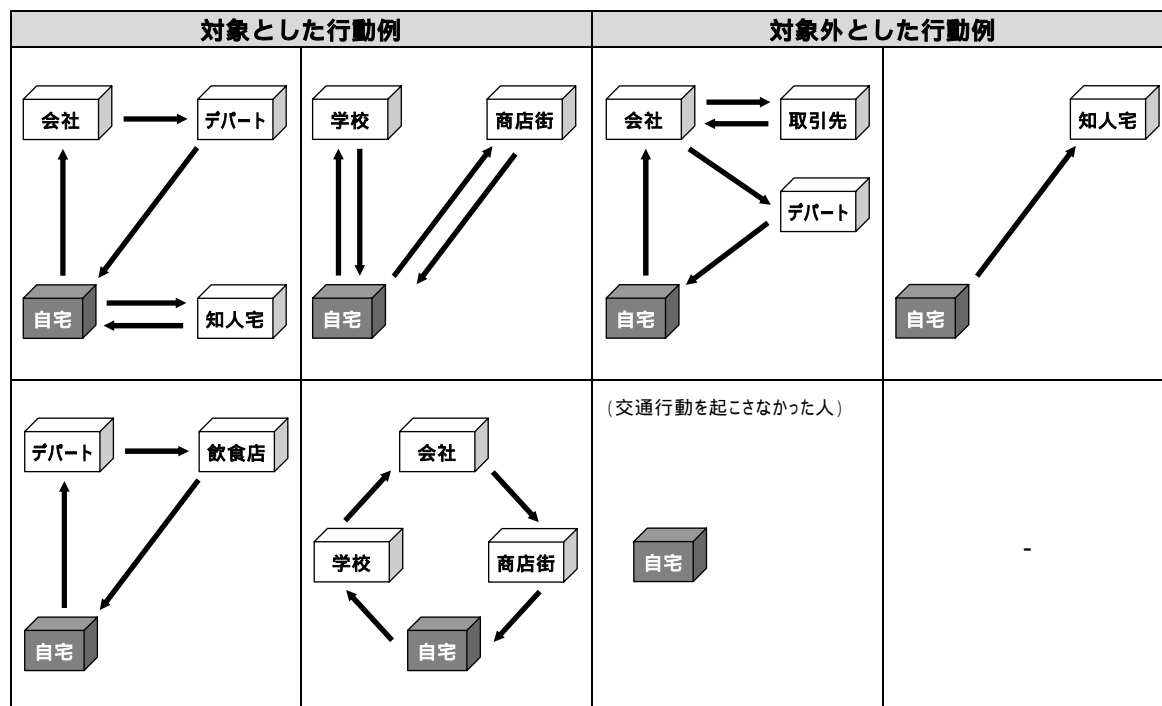 対象とした行動例
対象外とした行動例
会社
デパート
自宅
知人宅
学校
商店街
自宅
会社
取引先
デパート
自宅
知人宅
自宅
デパート
飲食店
自宅
会社
学校
商店街
自宅
(交通行動を起こさなかった人)
自宅
-